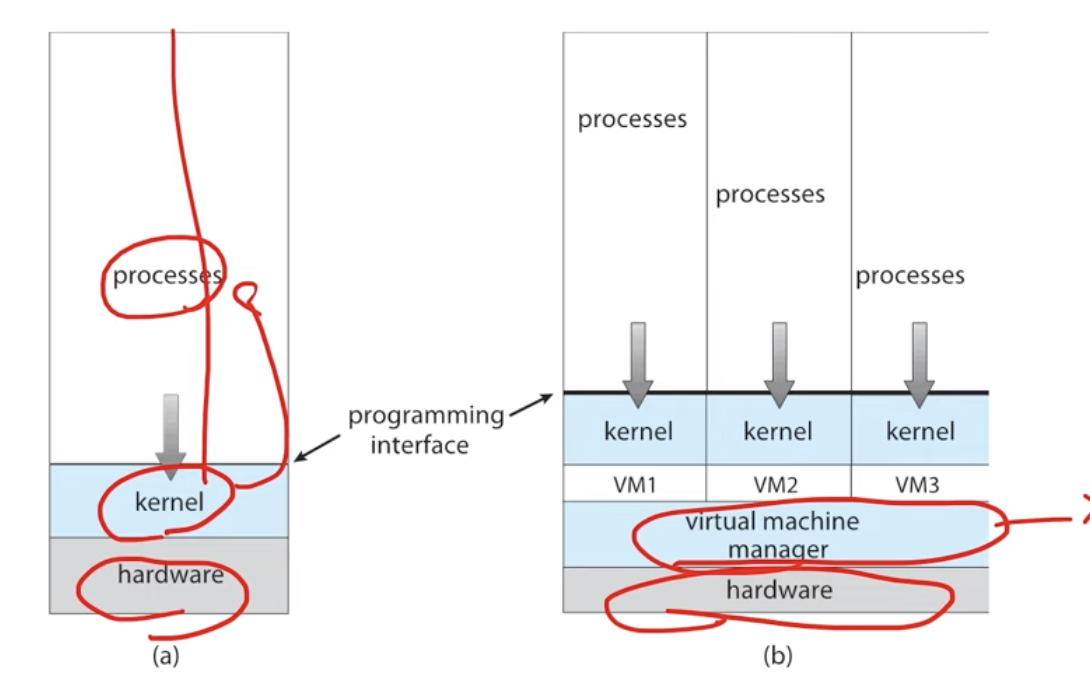 processes
kernel
hardware
(a)
programming
interface
processes
processes
processes
kernel
kernel
kernel
VM1
VM2
VM3
virtual machine
manager
hardware
(b)